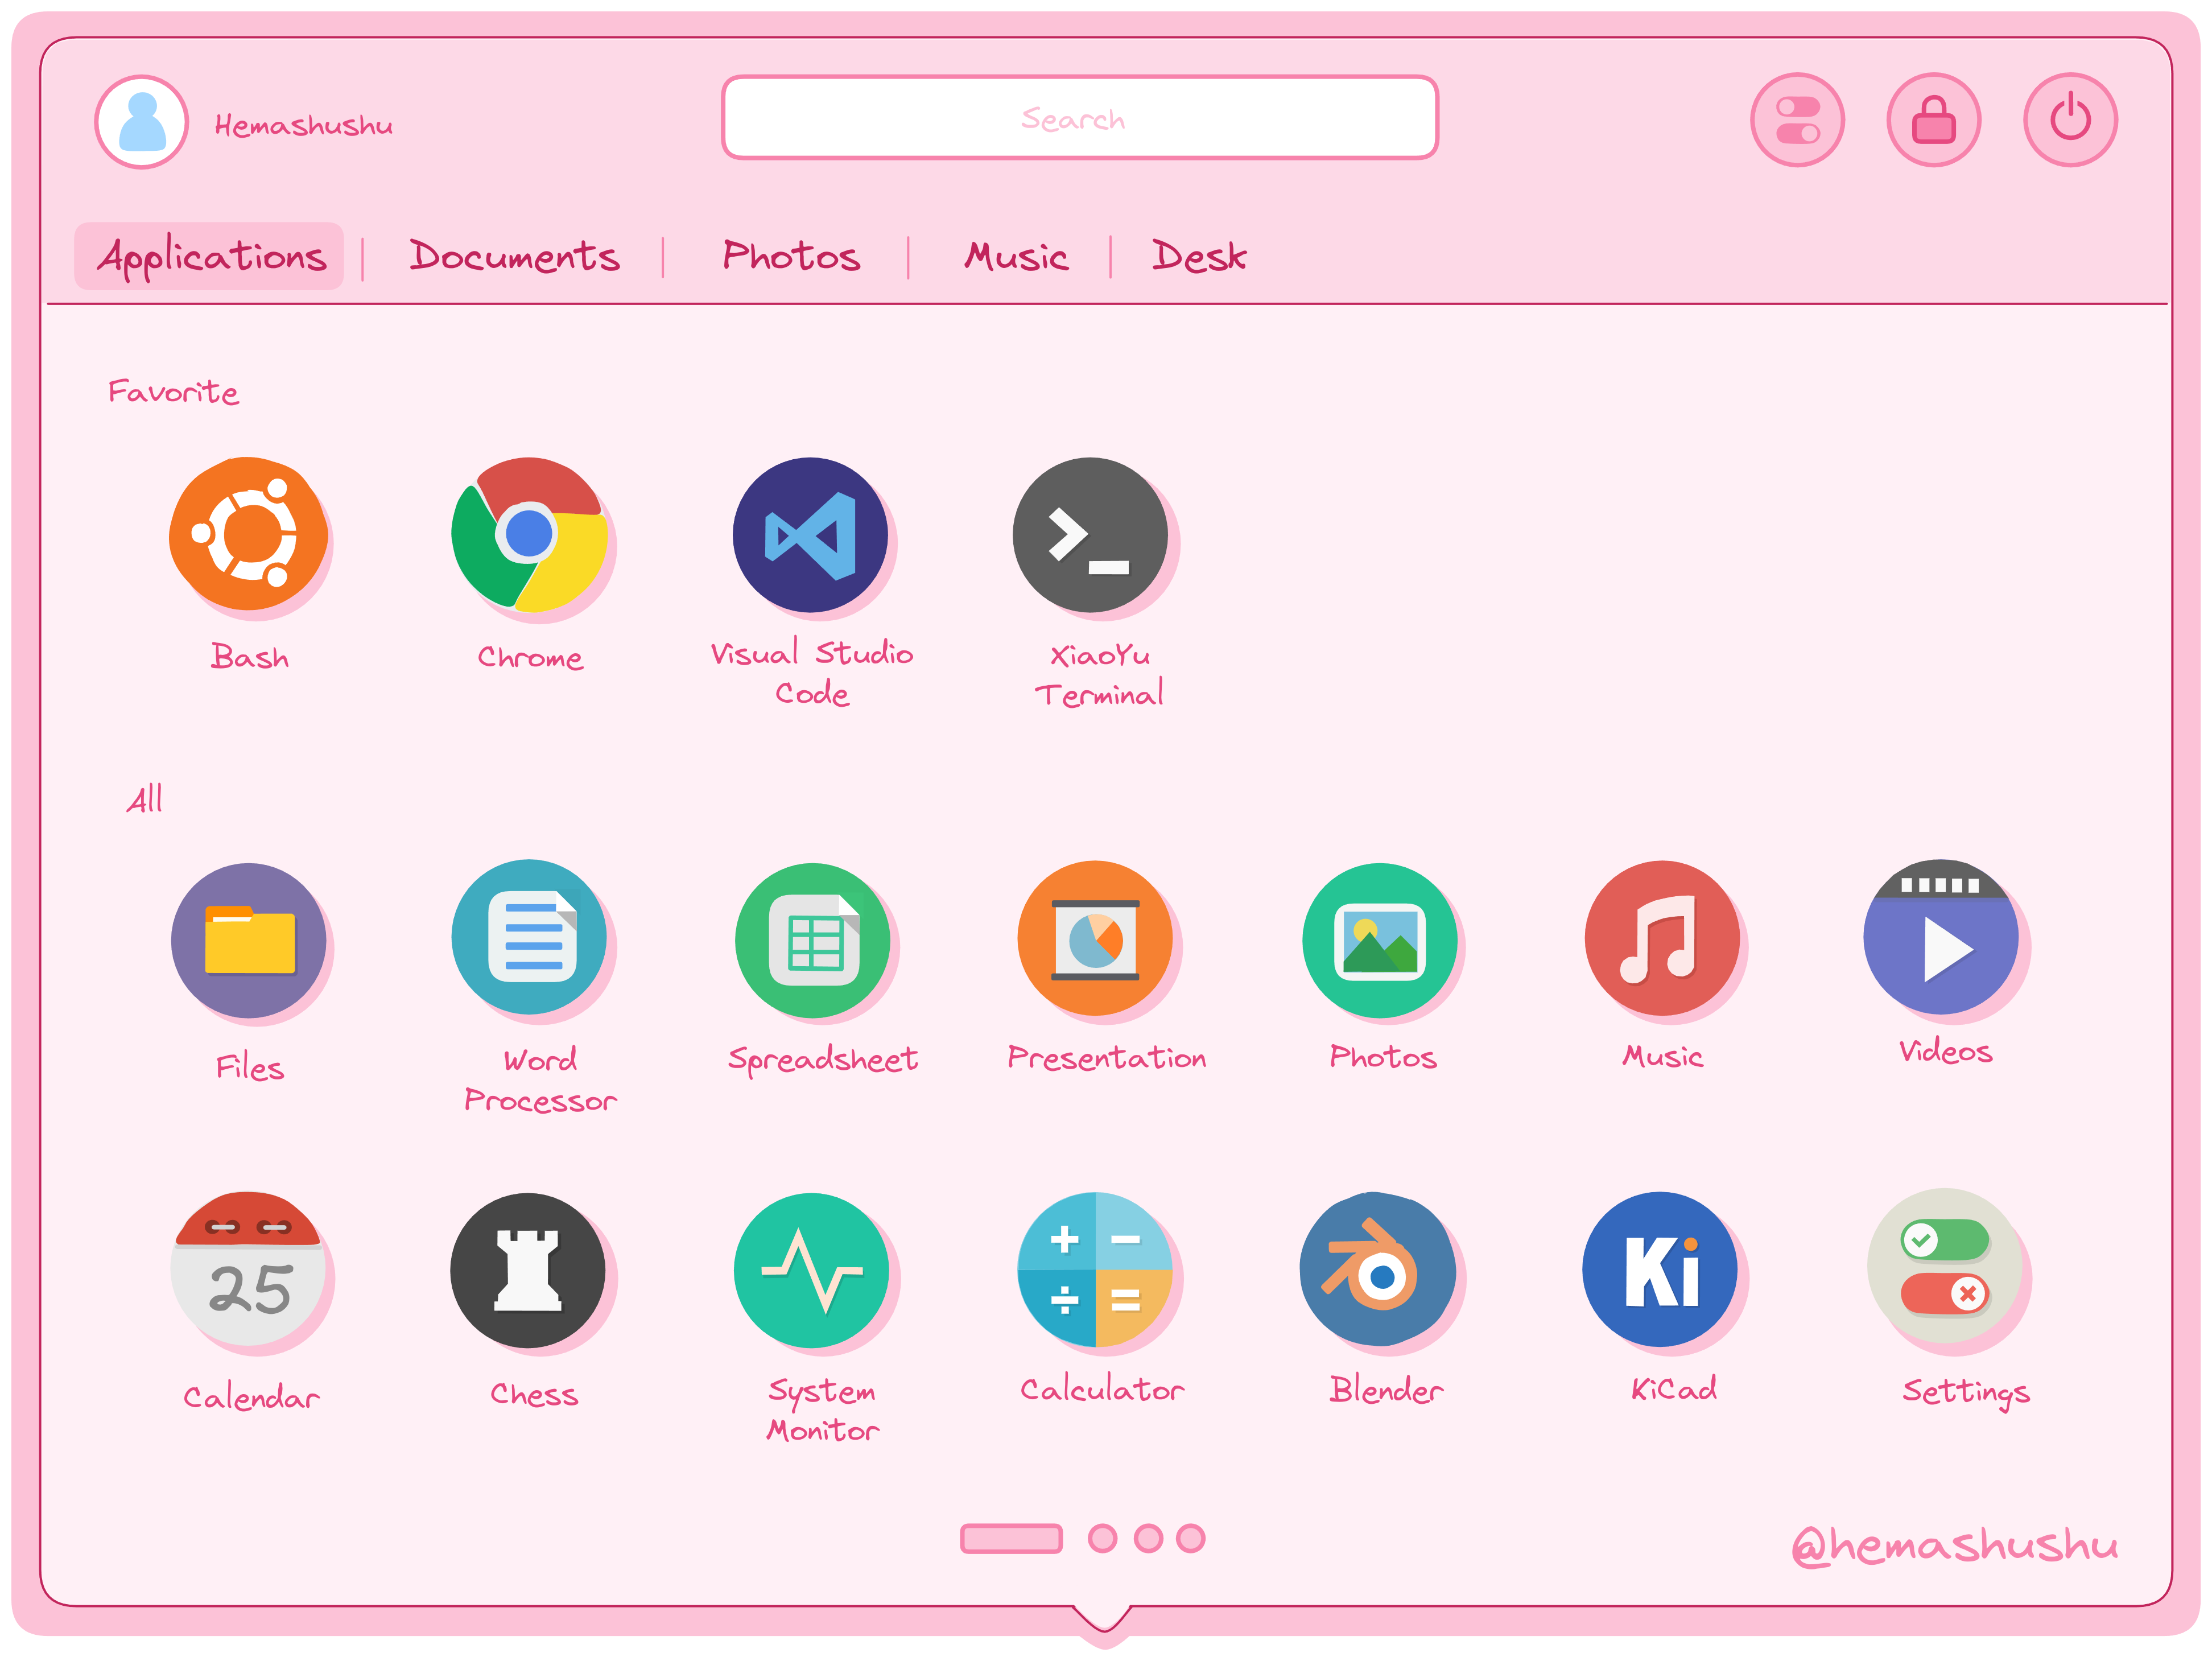 Hemashushu
Search
Applications | Documents | Photos | Music | Desk
Favorite
Bash
Chrome
Visual Studio
Code
XiaoYu
Terminal
All
Files
Word
Processor
Spreadsheet
Presentation
Photos
Music
Videos
25
Calendar
Chess
System
Monitor
+ − ÷ =
Calculator
Blender
Ki
KiCad
Settings
@hemashushu